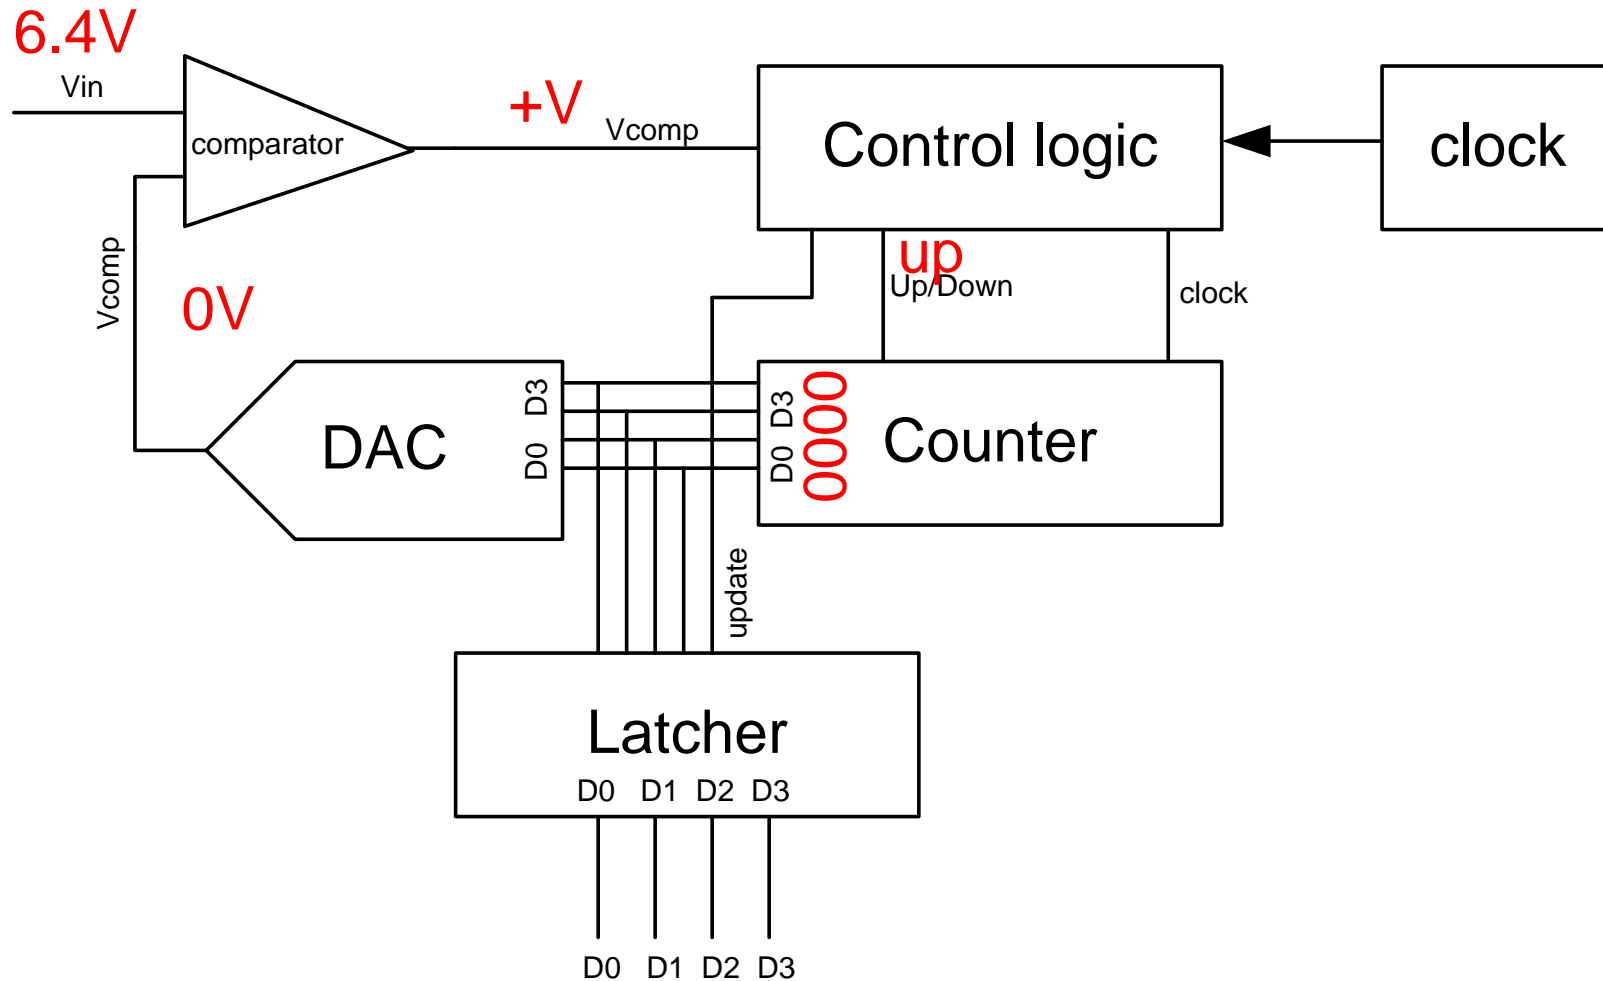 6.4V
Vin
comparator
+V
Vcomp
Control logic
clock
Vcomp
0V
up
Up/Down
clock
DAC
D3
D0
D3
D0
0000
Counter
update
Latcher
D0 D1 D2 D3
D0 D1 D2 D3